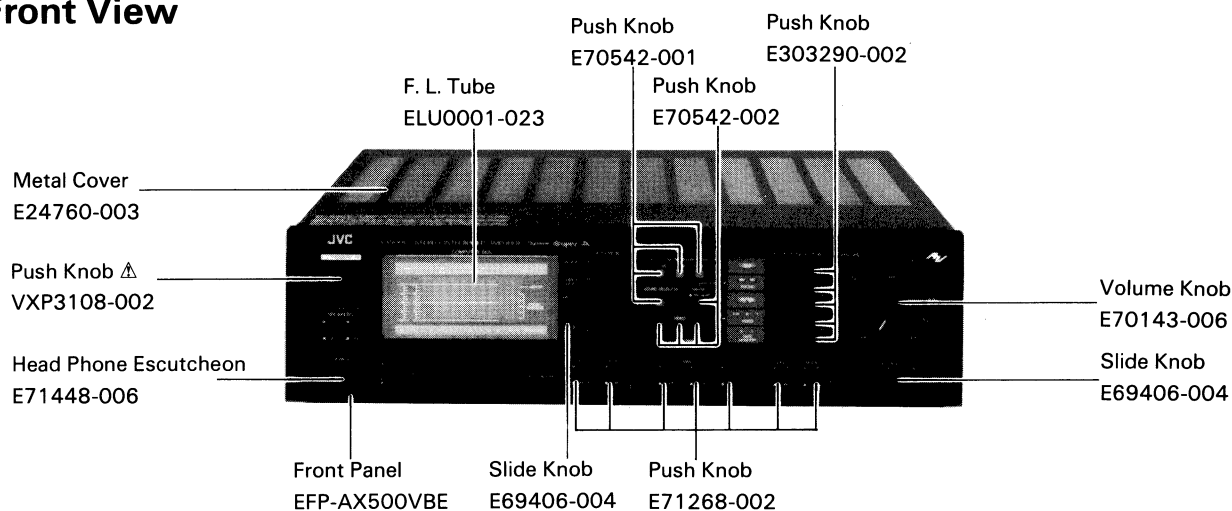 Front View
Push Knob
E70542-001
Push Knob
E303290-002
F. L. Tube
ELU0001-023
Push Knob
E70542-002
Metal Cover
E24760-003
JVC
Push Knob ⚠
VXP3108-002
Volume Knob
E70143-006
Head Phone Escutcheon
E71448-006
Slide Knob
E69406-004
Front Panel
EFP-AX500VBE
Slide Knob
E69406-004
Push Knob
E71268-002